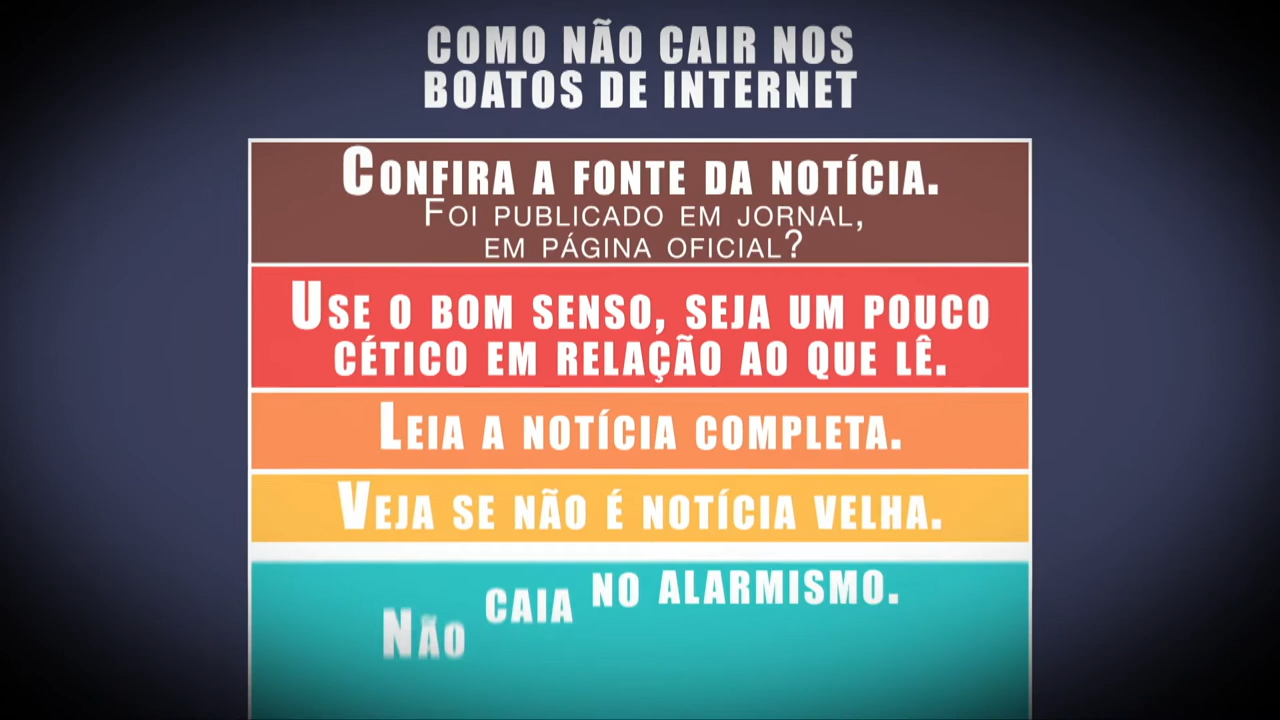 COMO NÃO CAIR NOS
BOATOS DE INTERNET
CONFIRA A FONTE DA NOTÍCIA.
FOI PUBLICADO EM JORNAL,
EM PÁGINA OFICIAL?
USE O BOM SENSO, SEJA UM POUCO
CÉTICO EM RELAÇÃO AO QUE LÊ.
LEIA A NOTÍCIA COMPLETA.
VEJA SE NÃO É NOTÍCIA VELHA.
NÃO CAIA NO ALARMISMO.